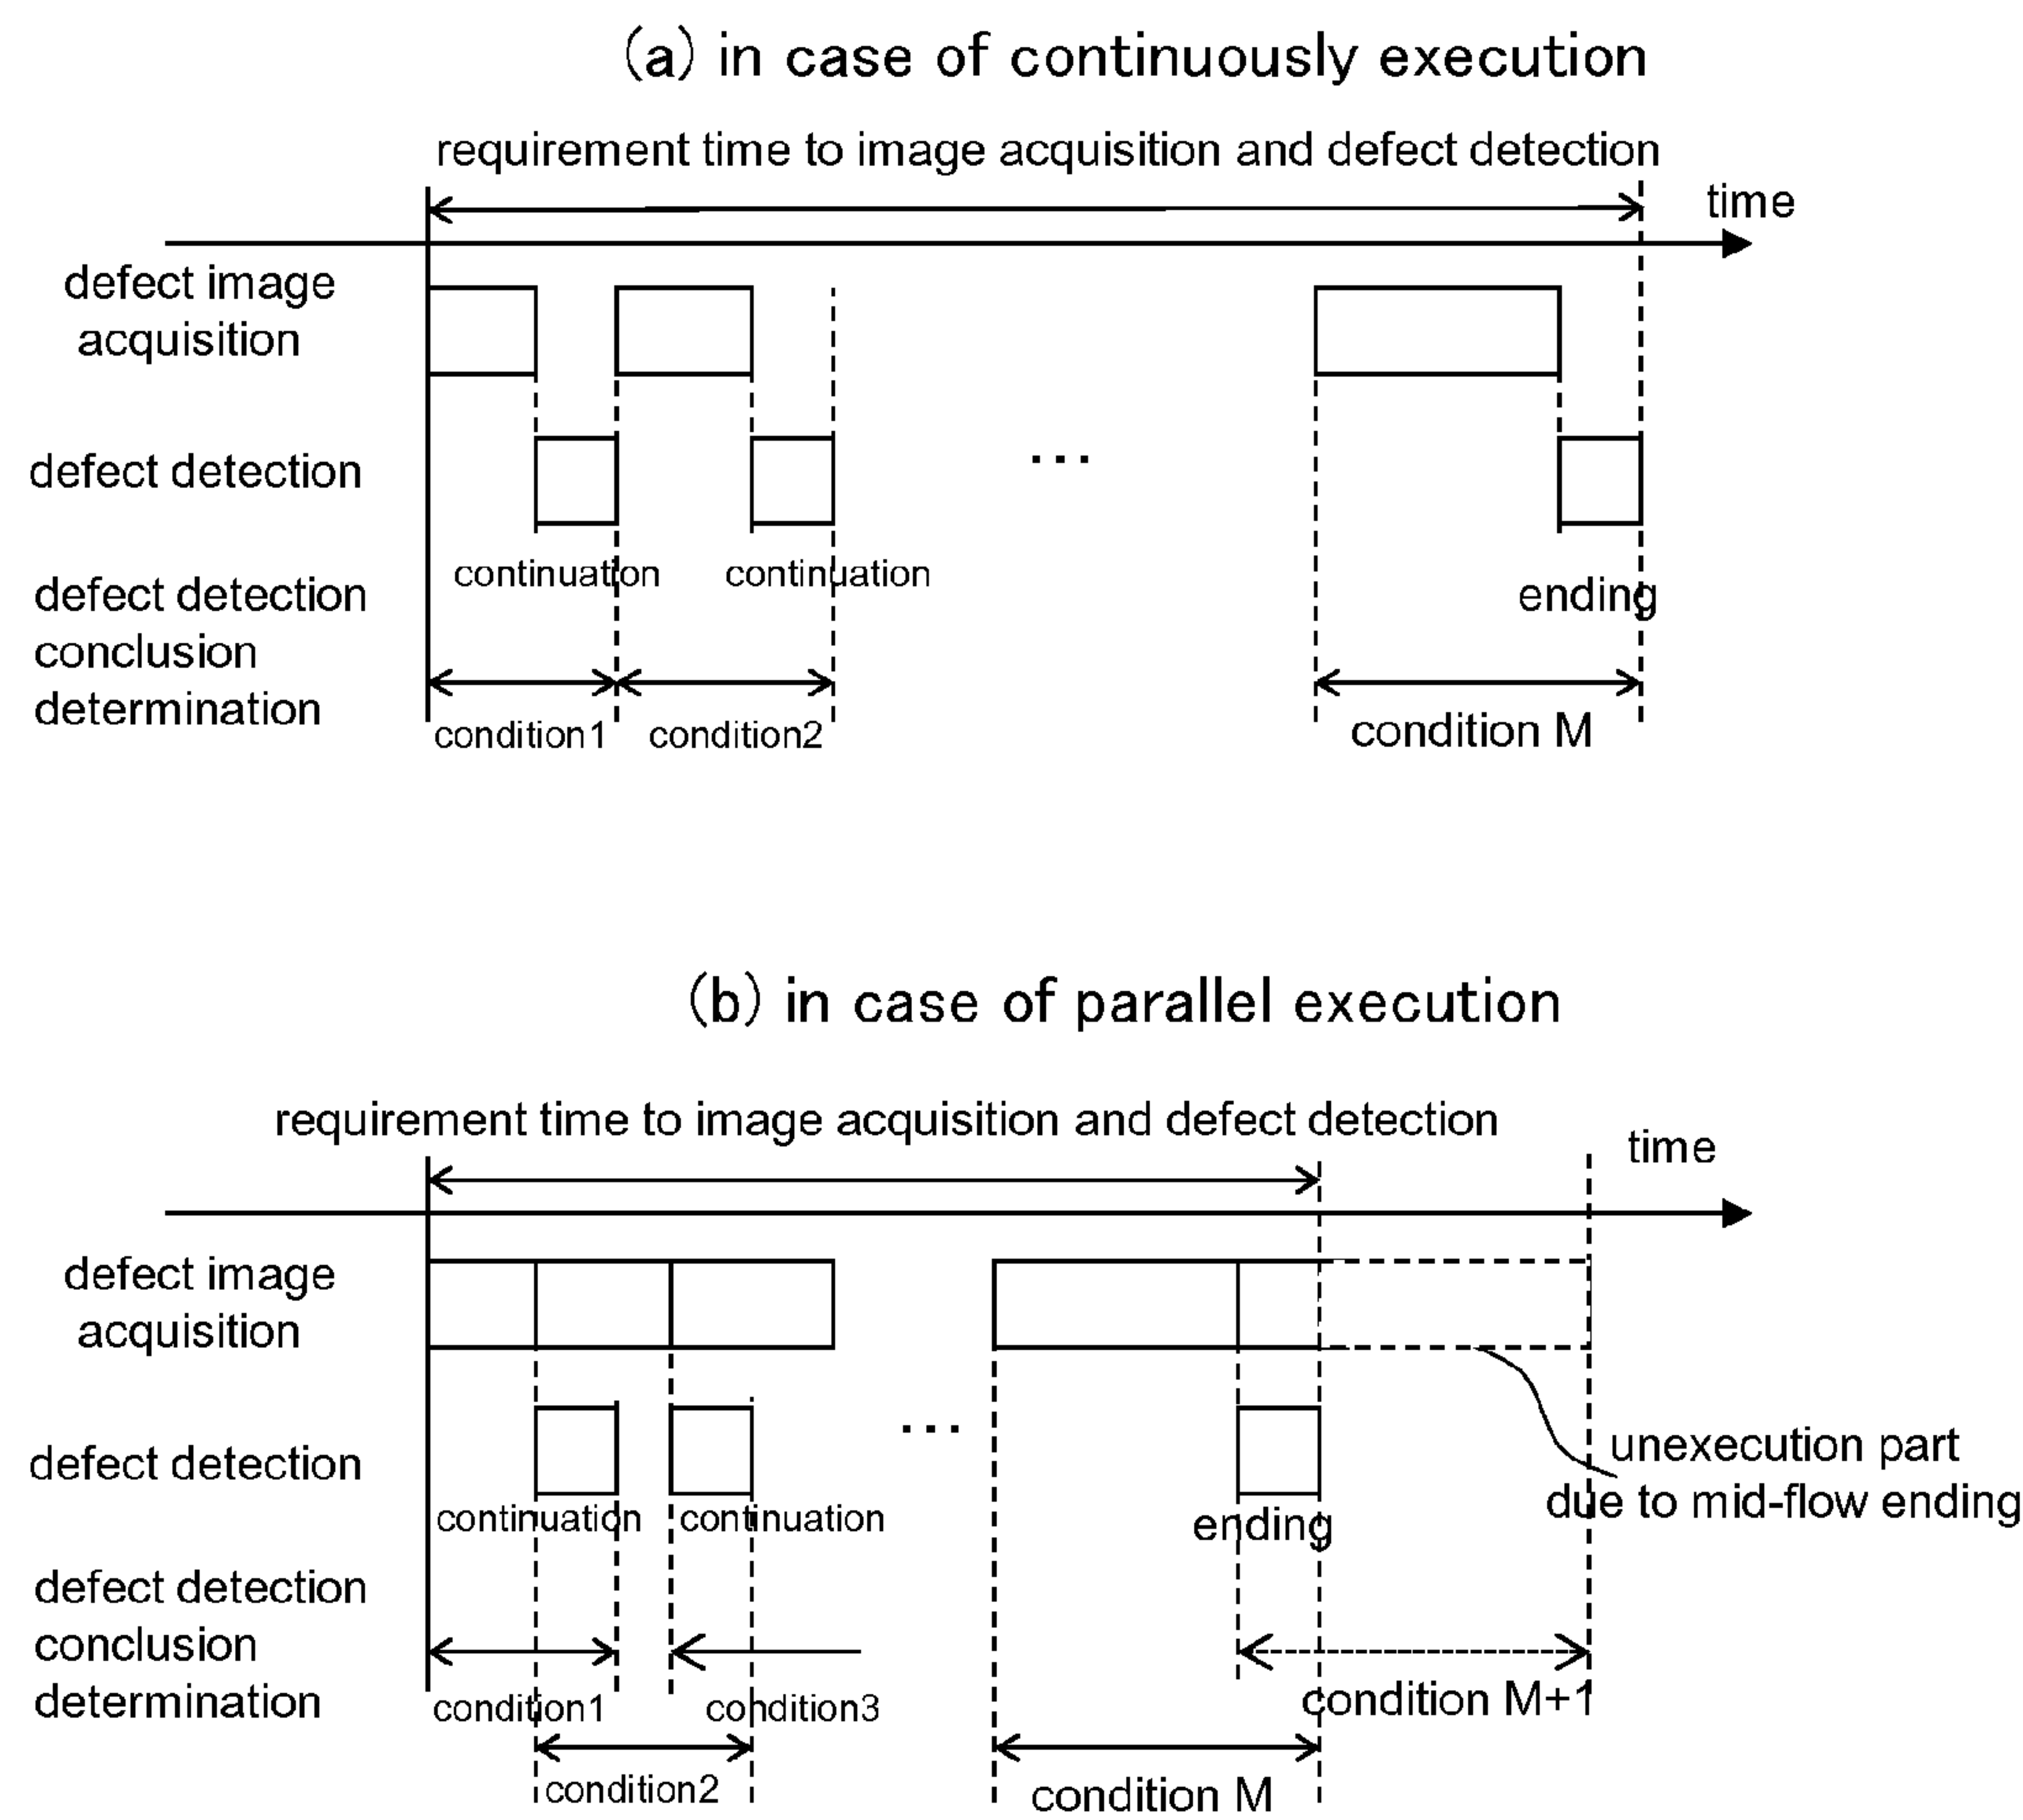 (a) in case of continuously execution
requirement time to image acquisition and defect detection
time
defect image
acquisition
defect detection
...
continuation
continuation
ending
defect detection
conclusion
determination
condition1
condition2
condition M
(b) in case of parallel execution
requirement time to image acquisition and defect detection
time
defect image
acquisition
defect detection
...
unexecution part
due to mid-flow ending
continuation
continuation
ending
defect detection
conclusion
determination
condition1
condition3
condition M+1
condition2
condition M